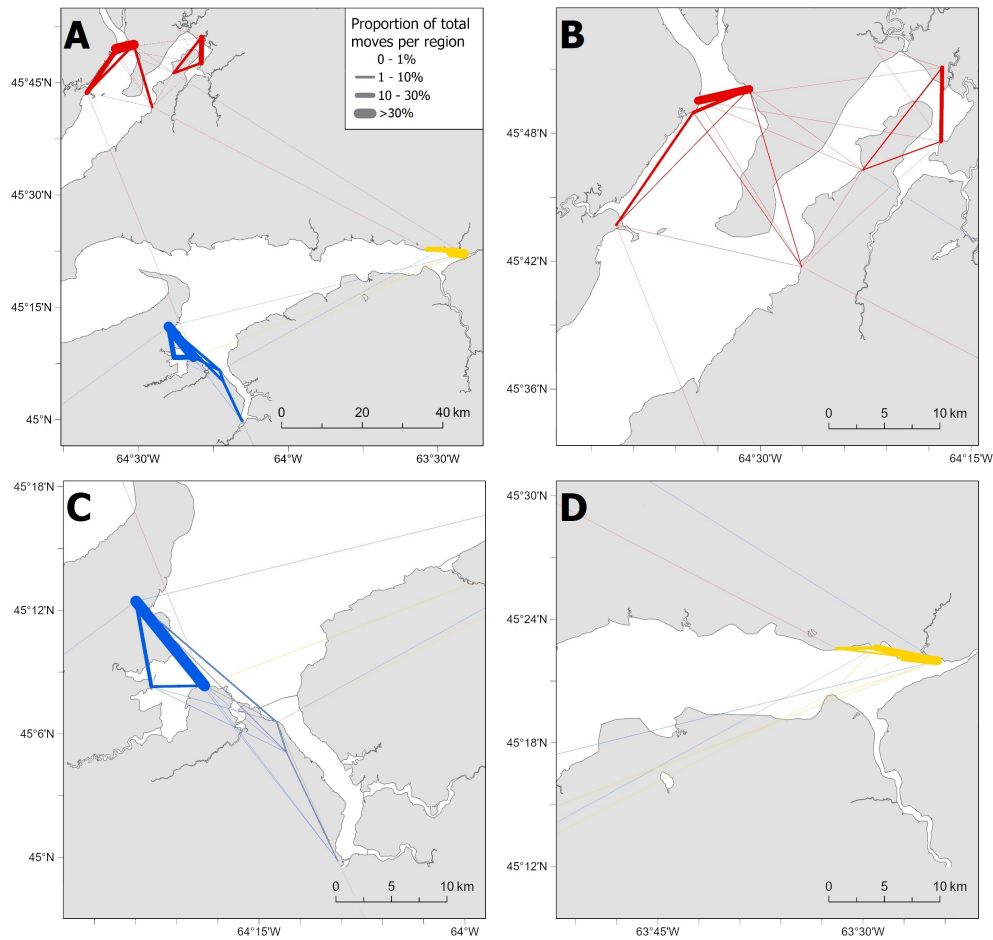 A
Proportion of total
moves per region
0 - 1%
1 - 10%
10 - 30%
>30%
45°45'N
45°30'N
45°15'N
45°N
0 20 40 km
64°30'W 64°W 63°30'W
B
45°48'N
45°42'N
45°36'N
0 5 10 km
64°30'W 64°15'W
C
45°18'N
45°12'N
45°6'N
45°N
0 5 10 km
64°15'W 64°W
D
45°30'N
45°24'N
45°18'N
45°12'N
0 5 10 km
63°45'W 63°30'W